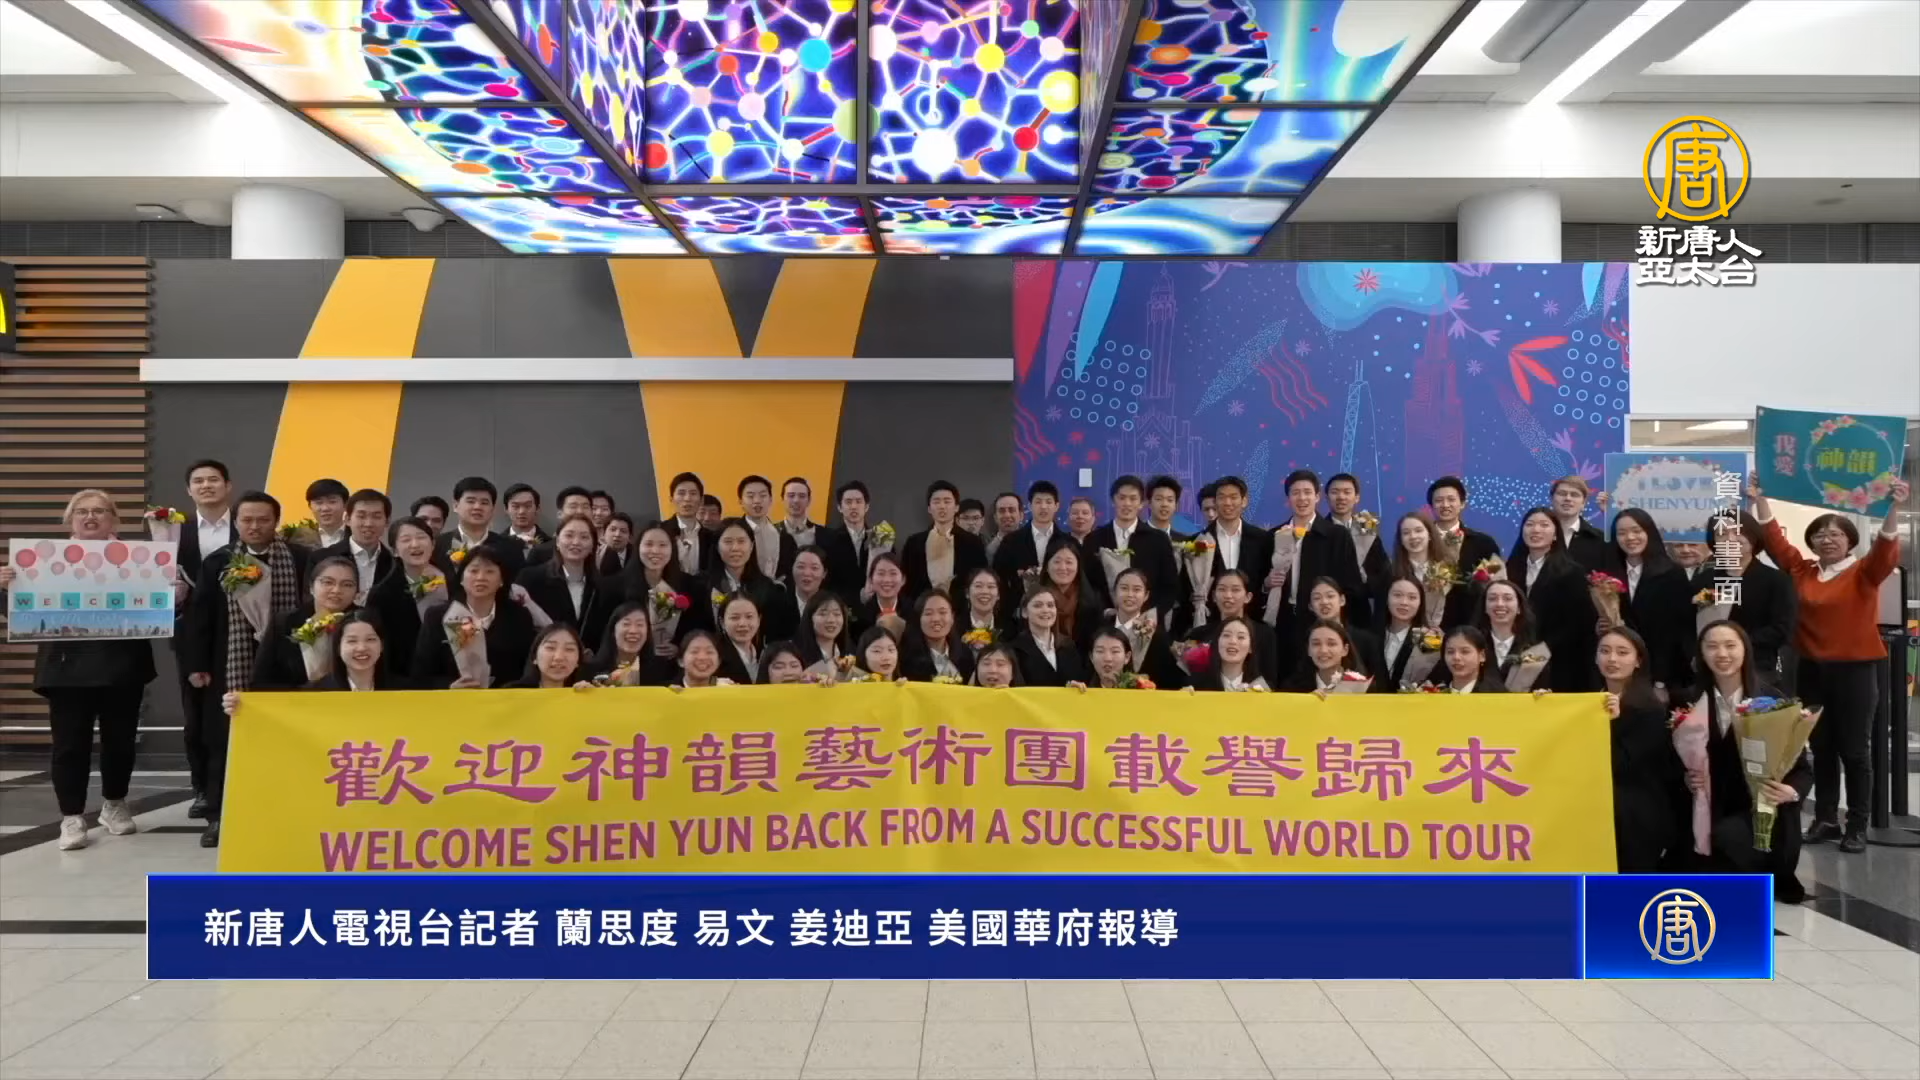 唐
新唐人
亞太台
我愛
神韻
I LOVE
SHENYUN
資料畫面
WELCOME
歡迎神韻藝術團載譽歸來
WELCOME SHEN YUN BACK FROM A SUCCESSFUL WORLD TOUR
新唐人電視台記者 蘭思度 易文 姜迪亞 美國華府報導
唐